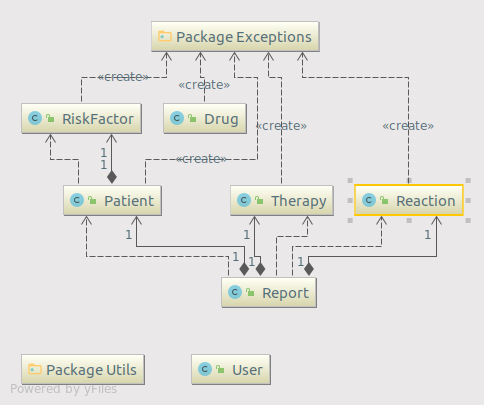 Package Exceptions
«create»
«create»
RiskFactor
Drug
«create»
«create»
1
1
«create»
Patient
Therapy
Reaction
1
1
1
1
1
1
Report
Package Utils
User
Powered by yFiles